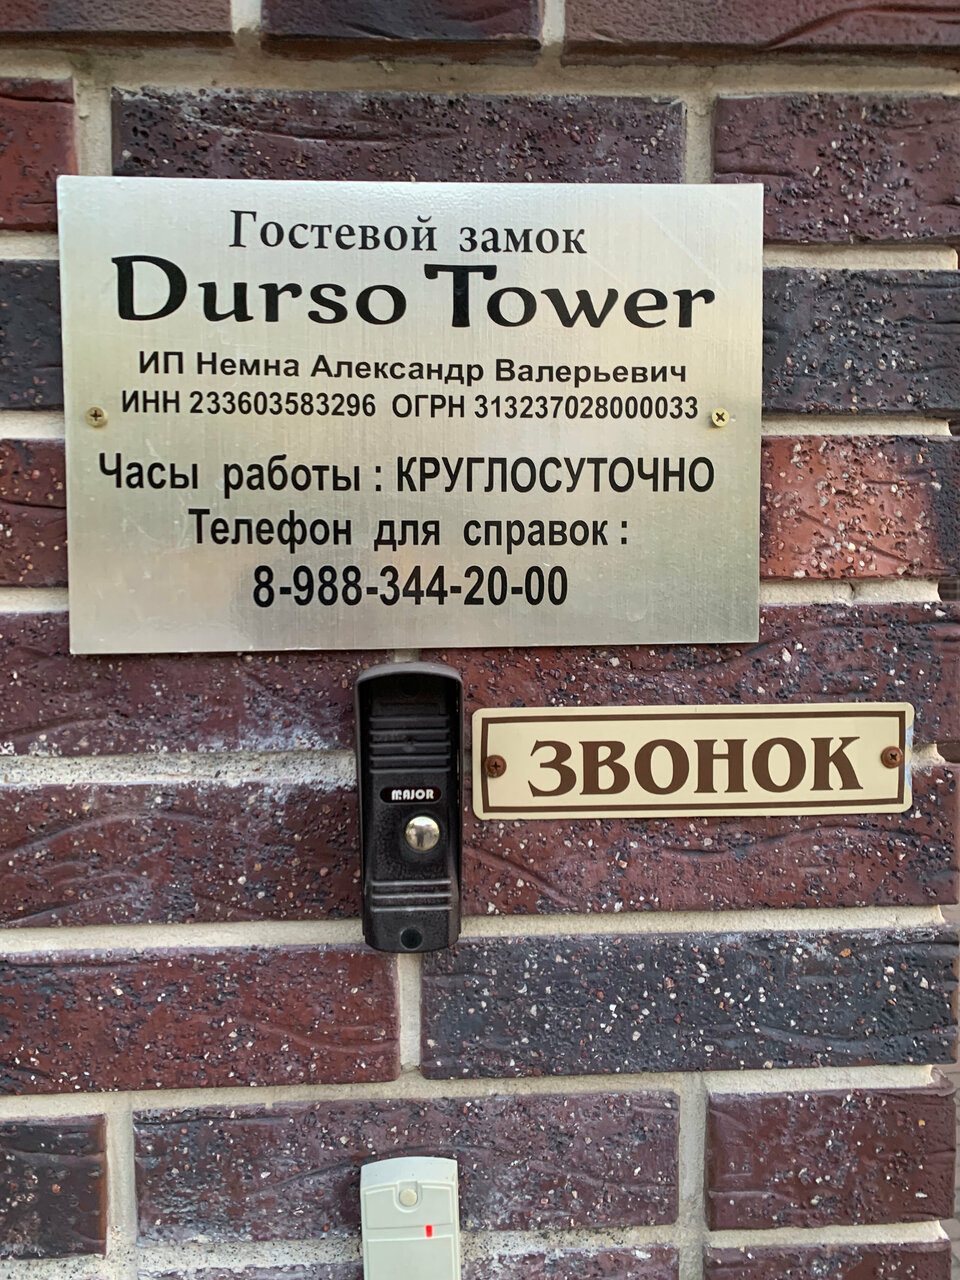 Гостевой замок
Durso Tower
ИП Немна Александр Валерьевич
ИНН 233603583296 ОГРН 313237028000033
Часы работы : КРУГЛОСУТОЧНО
Телефон для справок :
8-988-344-20-00
MAJOR
ЗВОНОК